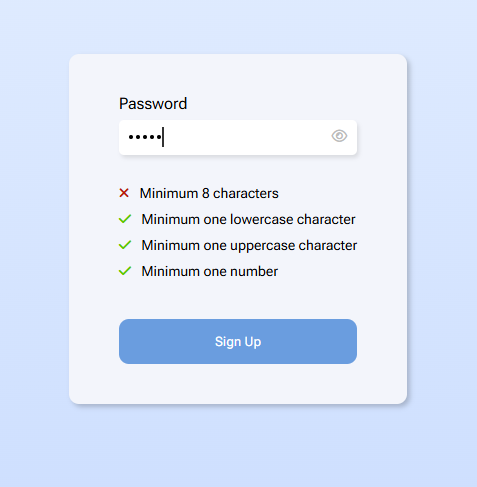 Password
•••••
Minimum 8 characters
Minimum one lowercase character
Minimum one uppercase character
Minimum one number
Sign Up